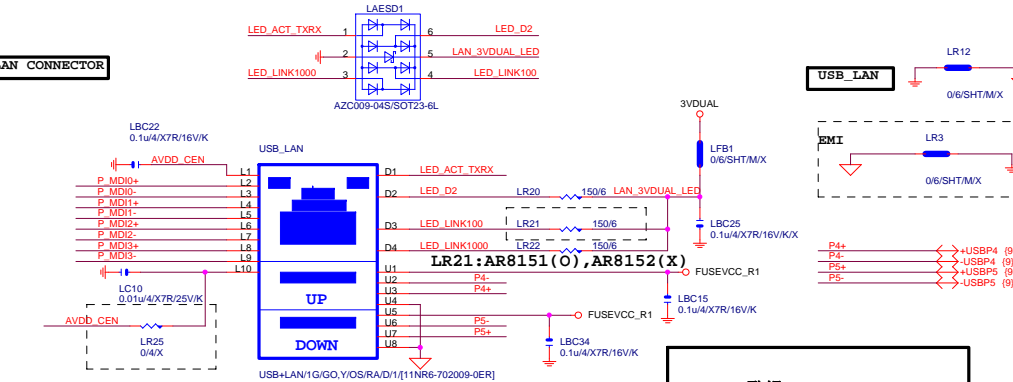 LAESD1
LED_ACT_TXRX 1 6 LED_D2
2 5 LAN_3VDUAL_LED
LED_LINK1000 3 4 LED_LINK100
AZC009-04S/SOT23-6L
AN CONNECTOR
USB_LAN
LR12
0/6/SHT/M/X
EMI
LR3
0/6/SHT/M/X
3VDUAL
LFB1
0/6/SHT/M/X
LBC22
0.1u/4/X7R/16V/K
AVDD_CEN
USB_LAN
L1
P_MDI0+ L2
P_MDI0- L3
P_MDI1+ L4
P_MDI1- L5
P_MDI2+ L6
P_MDI2- L7
P_MDI3+ L8
P_MDI3- L9
L10
LC10
0.01u/4/X7R/25V/K
AVDD_CEN
LR25
0/4/X
D1 LED_ACT_TXRX
D2 LED_D2 LR20 150/6 LAN_3VDUAL_LED
D3 LED_LINK100 LR21 150/6
D4 LED_LINK1000 LR22 150/6
LBC25
0.1u/4/X7R/16V/K/X
LR21:AR8151(O),AR8152(X)
U1 FUSEVCC_R1
U2 P4-
U3 P4+
U4
U5 FUSEVCC_R1
U6 P5-
U7 P5+
U8
UP
DOWN
LBC15
0.1u/4/X7R/16V/K
LBC34
0.1u/4/X7R/16V/K
USB+LAN/1G/GO,Y/OS/RA/D/1/[11NR6-702009-0ER]
P4+ +USBP4 {9
P4- -USBP4 {9
P5+ +USBP5 {9
P5- -USBP5 {9